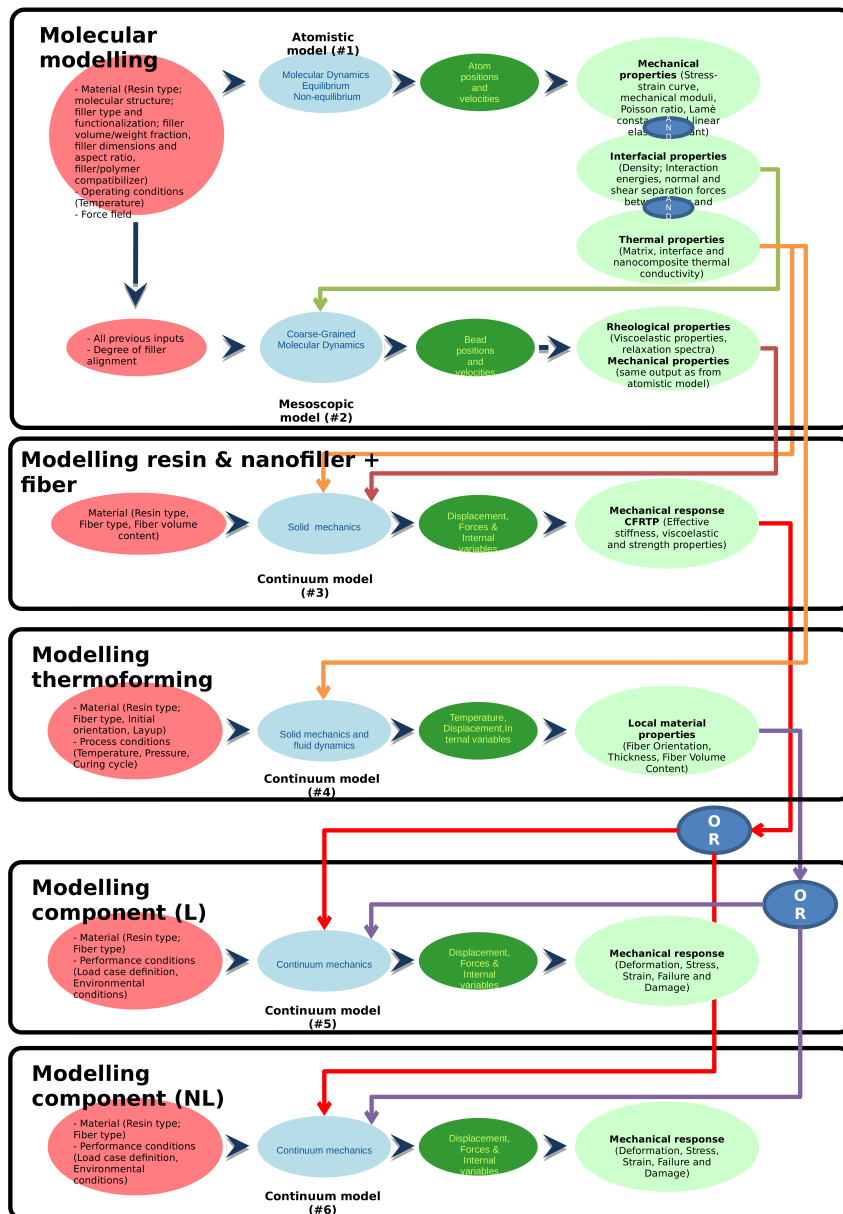 Molecular
modelling
Atomistic
model (#1)
- Material (Resin type;
molecular structure;
filler type and
functionalization; filler
volume/weight fraction,
filler dimensions and
aspect ratio,
filler/polymer
compatibilizer)
- Operating conditions
(Temperature)
- Force field
Molecular Dynamics
Equilibrium
Non-equilibrium
Atom
positions
and
velocities
Mechanical
properties (Stress-
strain curve,
mechanical moduli,
Poisson ratio, Lamè
linear
AND
Interfacial properties
(Density; Interaction
energies, normal and
shear separation forces
and
AND
Thermal properties
(Matrix, interface and
nanocomposite thermal
conductivity)
- All previous inputs
- Degree of filler
alignment
Coarse-Grained
Molecular Dynamics
Bead
positions
and
velocities
Rheological properties
(Viscoelastic properties,
relaxation spectra)
Mechanical properties
(same output as from
atomistic model)
Mesoscopic
model (#2)
Modelling resin & nanofiller +
fiber
Material (Resin type,
Fiber type, Fiber volume
content)
Solid mechanics
Displacement,
Forces &
Internal
variables
Mechanical response
CFRTP (Effective
stiffness, viscoelastic
and strength properties)
Continuum model
(#3)
Modelling
thermoforming
- Material (Resin type;
Fiber type, Initial
orientation, Layup)
- Process conditions
(Temperature, Pressure,
Curing cycle)
Solid mechanics and
fluid dynamics
Temperature,
Displacement,In
ternal variables
Local material
properties
(Fiber Orientation,
Thickness, Fiber Volume
Content)
Continuum model
(#4)
O
R
Modelling
component (L)
O
R
- Material (Resin type;
Fiber type)
- Performance conditions
(Load case definition,
Environmental
conditions)
Continuum mechanics
Displacement,
Forces &
Internal
variables
Mechanical response
(Deformation, Stress,
Strain, Failure and
Damage)
Continuum model
(#5)
Modelling
component (NL)
- Material (Resin type;
Fiber type)
- Performance conditions
(Load case definition,
Environmental
conditions)
Continuum mechanics
Displacement,
Forces &
Internal
variables
Mechanical response
(Deformation, Stress,
Strain, Failure and
Damage)
Continuum model
(#6)